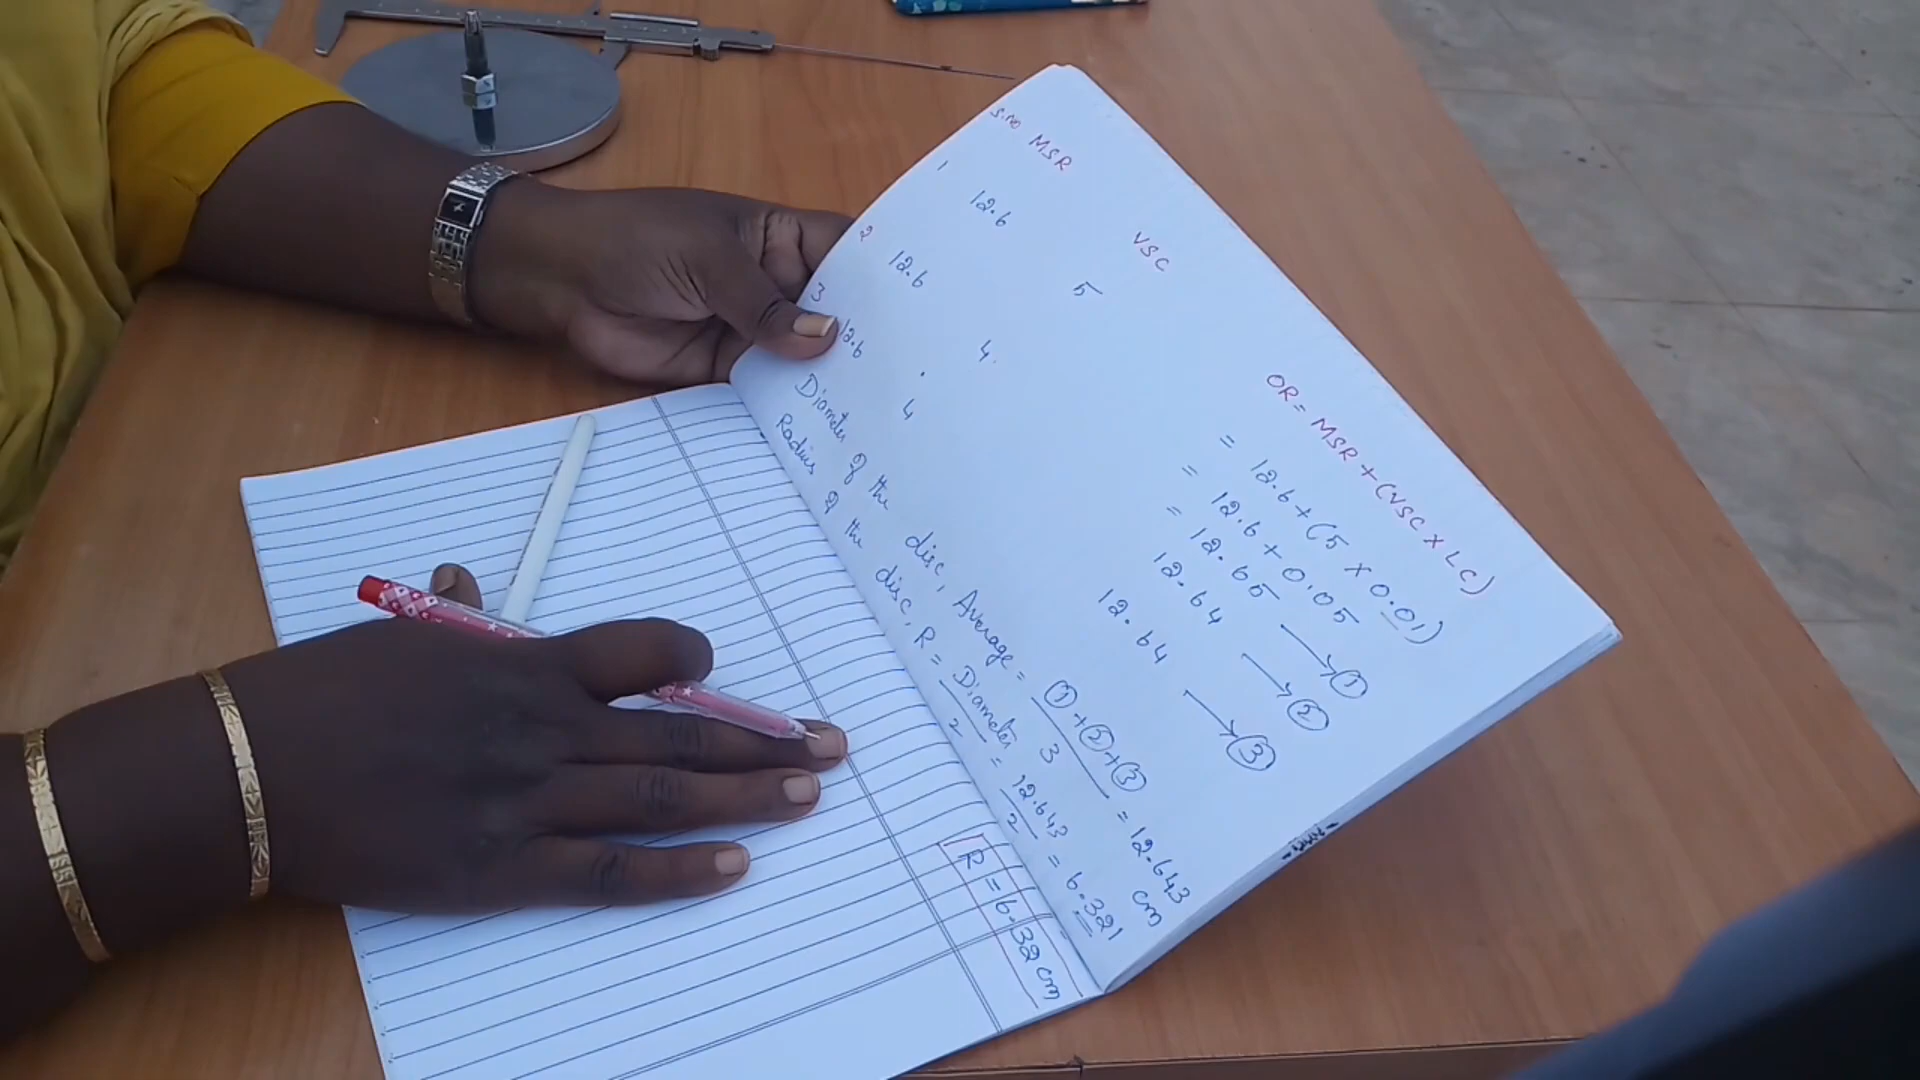 S.no MSR VSC OR = MSR + (VSC × LC)
1 12.6 5 = 12.6 + (5 × 0.01)
= 12.6 + 0.05
= 12.65 → ①
2 12.6 4 12.64 → ②
3 12.6 4 12.64 → ③
Diameter of the disc, Average = ①+②+③ / 3 = 12.643 cm
Radius of the disc, R = Diameter / 2 = 12.643 / 2 = 6.321
R = 6.32 cm